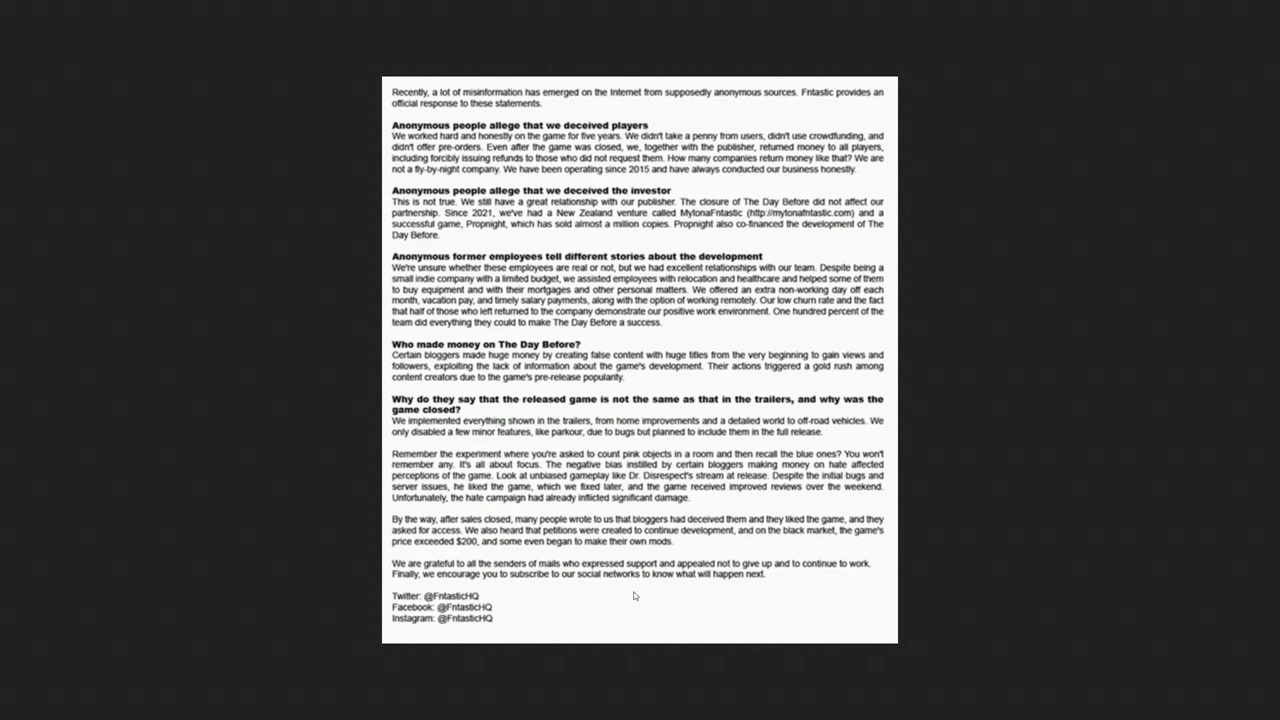 Recently, a lot of misinformation has emerged on the Internet from supposedly anonymous sources. Fntastic provides an
official response to these statements.
Anonymous people allege that we deceived players
We worked hard and honestly on the game for five years. We didn't take a penny from users, didn't use crowdfunding, and
didn't offer pre-orders. Even after the game was closed, we, together with the publisher, returned money to all players,
including forcibly issuing refunds to those who did not request them. How many companies return money like that? We are
not a fly-by-night company. We have been operating since 2015 and have always conducted our business honestly.
Anonymous people allege that we deceived the investor
This is not true. We still have a great relationship with our publisher. The closure of The Day Before did not affect our
partnership. Since 2021, we've had a New Zealand venture called MytonaFntastic (http://mytonafntastic.com) and a
successful game, Propnight, which has sold almost a million copies. Propnight also co-financed the development of The
Day Before.
Anonymous former employees tell different stories about the development
We're unsure whether these employees are real or not, but we had excellent relationships with our team. Despite being a
small indie company with a limited budget, we assisted employees with relocation and healthcare and helped some of them
to buy equipment and with their mortgages and other personal matters. We offered an extra non-working day off each
month, vacation pay, and timely salary payments, along with the option of working remotely. Our low churn rate and the fact
that half of those who left returned to the company demonstrate our positive work environment. One hundred percent of the
team did everything they could to make The Day Before a success.
Who made money on The Day Before?
Certain bloggers made huge money by creating false content with huge titles from the very beginning to gain views and
followers, exploiting the lack of information about the game's development. Their actions triggered a gold rush among
content creators due to the game's pre-release popularity.
Why do they say that the released game is not the same as that in the trailers, and why was the
game closed?
We implemented everything shown in the trailers, from home improvements and a detailed world to off-road vehicles. We
only disabled a few minor features, like parkour, due to bugs but planned to include them in the full release.
Remember the experiment where you're asked to count pink objects in a room and then recall the blue ones? You won't
remember any. It's all about focus. The negative bias instilled by certain bloggers making money on hate affected
perceptions of the game. Look at unbiased gameplay like Dr. Disrespect's stream at release. Despite the initial bugs and
server issues, he liked the game, which we fixed later, and the game received improved reviews over the weekend.
Unfortunately, the hate campaign had already inflicted significant damage.
By the way, after sales closed, many people wrote to us that bloggers had deceived them and they liked the game, and they
asked for access. We also heard that petitions were created to continue development, and on the black market, the game's
price exceeded $200, and some even began to make their own mods.
We are grateful to all the senders of mails who expressed support and appealed not to give up and to continue to work.
Finally, we encourage you to subscribe to our social networks to know what will happen next.
Twitter: @FntasticHQ
Facebook: @FntasticHQ
Instagram: @FntasticHQ